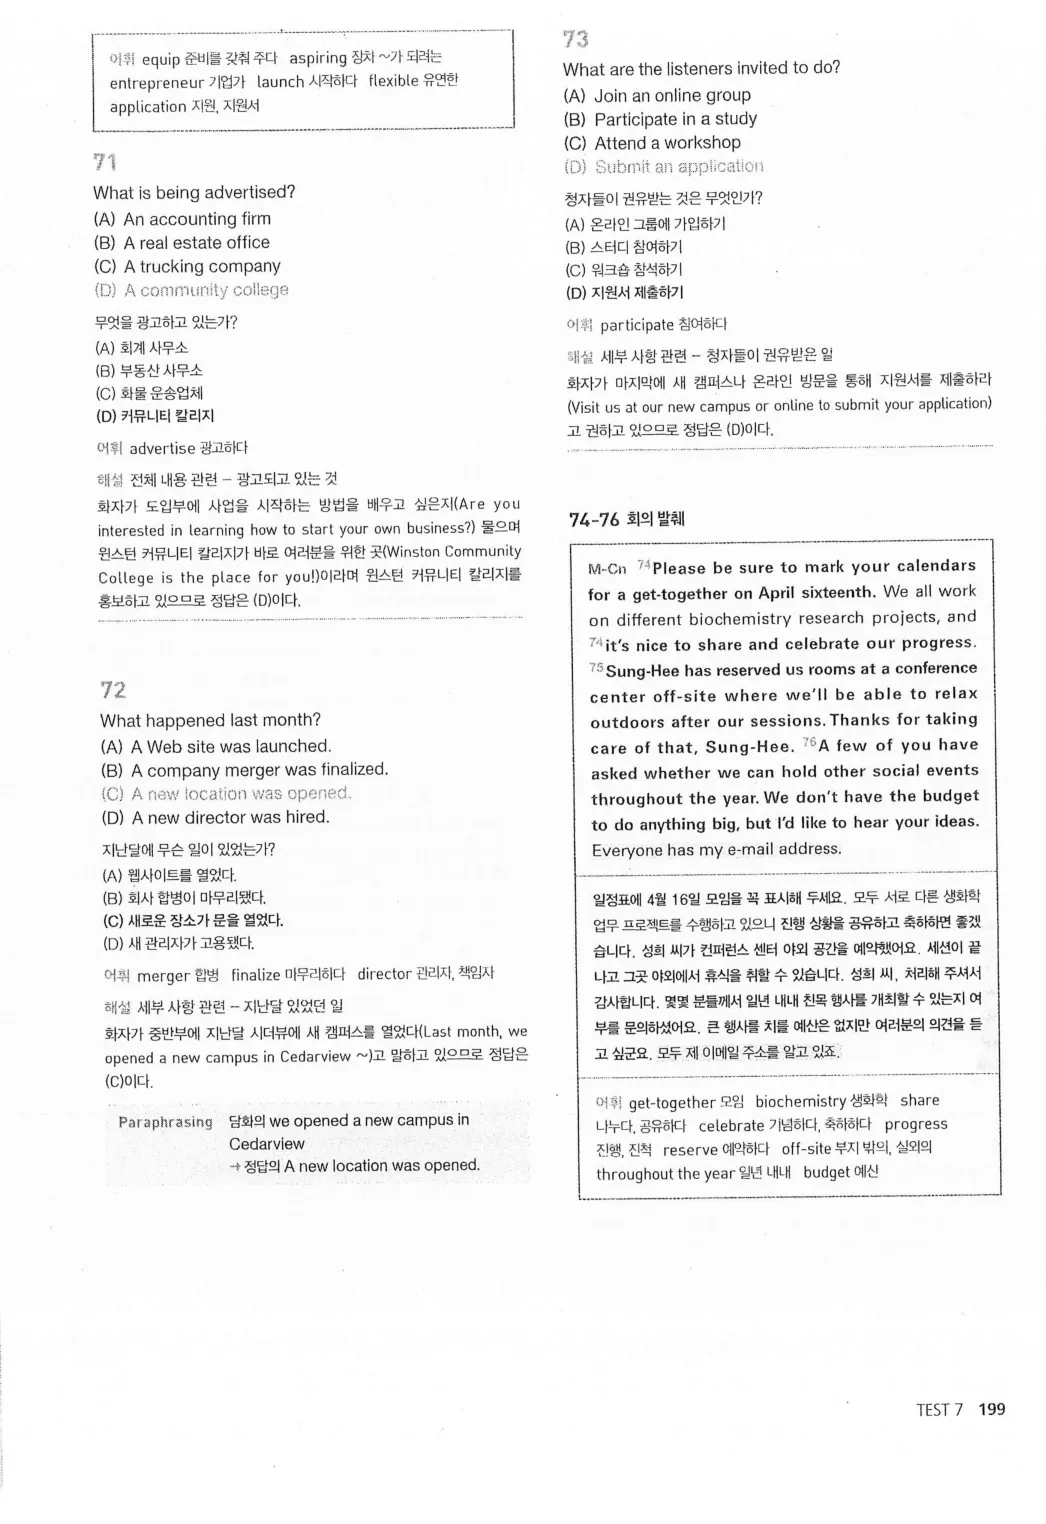 어휘 equip 준비를 갖춰 주다 aspiring 장차 ~가 되려는
entrepreneur 기업가 launch 시작하다 flexible 유연한
application 지원, 지원서
71
What is being advertised?
(A) An accounting firm
(B) A real estate office
(C) A trucking company
(D) A community college
무엇을 광고하고 있는가?
(A) 회계 사무소
(B) 부동산 사무소
(C) 화물 운송업체
(D) 커뮤니티 칼리지
어휘 advertise 광고하다
해설 전체 내용 관련 – 광고되고 있는 것
화자가 도입부에 사업을 시작하는 방법을 배우고 싶은지(Are you
interested in learning how to start your own business?) 물으며
윈스턴 커뮤니티 칼리지가 바로 여러분을 위한 곳(Winston Community
College is the place for you!)이라며 윈스턴 커뮤니티 칼리지를
홍보하고 있으므로 정답은 (D)이다.
72
What happened last month?
(A) A Web site was launched.
(B) A company merger was finalized.
(C) A new location was opened.
(D) A new director was hired.
지난달에 무슨 일이 있었는가?
(A) 웹사이트를 열었다.
(B) 회사 합병이 마무리됐다.
(C) 새로운 장소가 문을 열었다.
(D) 새 관리자가 고용됐다.
어휘 merger 합병 finalize 마무리하다 director 관리자, 책임자
해설 세부 사항 관련 – 지난달 있었던 일
화자가 중반부에 지난달 시더뷰에 새 캠퍼스를 열었다(Last month, we
opened a new campus in Cedarview ~)고 말하고 있으므로 정답은
(C)이다.
Paraphrasing 담화의 we opened a new campus in
Cedarview
→ 정답의 A new location was opened.
73
What are the listeners invited to do?
(A) Join an online group
(B) Participate in a study
(C) Attend a workshop
(D) Submit an application
청자들이 권유받는 것은 무엇인가?
(A) 온라인 그룹에 가입하기
(B) 스터디 참여하기
(C) 워크숍 참석하기
(D) 지원서 제출하기
어휘 participate 참여하다
해설 세부 사항 관련 – 청자들이 권유받은 일
화자가 마지막에 새 캠퍼스나 온라인 방문을 통해 지원서를 제출하라
(Visit us at our new campus or online to submit your application)
고 권하고 있으므로 정답은 (D)이다.
74-76 회의 발췌
M-Cn 74Please be sure to mark your calendars
for a get-together on April sixteenth. We all work
on different biochemistry research projects, and
74it's nice to share and celebrate our progress.
75Sung-Hee has reserved us rooms at a conference
center off-site where we'll be able to relax
outdoors after our sessions. Thanks for taking
care of that, Sung-Hee. 76A few of you have
asked whether we can hold other social events
throughout the year. We don't have the budget
to do anything big, but I'd like to hear your ideas.
Everyone has my e-mail address.
일정표에 4월 16일 모임을 꼭 표시해 두세요. 모두 서로 다른 생화학
업무 프로젝트를 수행하고 있으니 진행 상황을 공유하고 축하하면 좋겠
습니다. 성희 씨가 컨퍼런스 센터 야외 공간을 예약했어요. 세션이 끝
나고 그곳 야외에서 휴식을 취할 수 있습니다. 성희 씨, 처리해 주셔서
감사합니다. 몇몇 분들께서 일년 내내 친목 행사를 개최할 수 있는지 여
부를 문의하셨어요. 큰 행사를 치를 예산은 없지만 여러분의 의견을 듣
고 싶군요. 모두 제 이메일 주소를 알고 있죠.
어휘 get-together 모임 biochemistry 생화학 share
나누다, 공유하다 celebrate 기념하다, 축하하다 progress
진행, 진척 reserve 예약하다 off-site 부지 밖의, 실외의
throughout the year 일년 내내 budget 예산
TEST 7 199